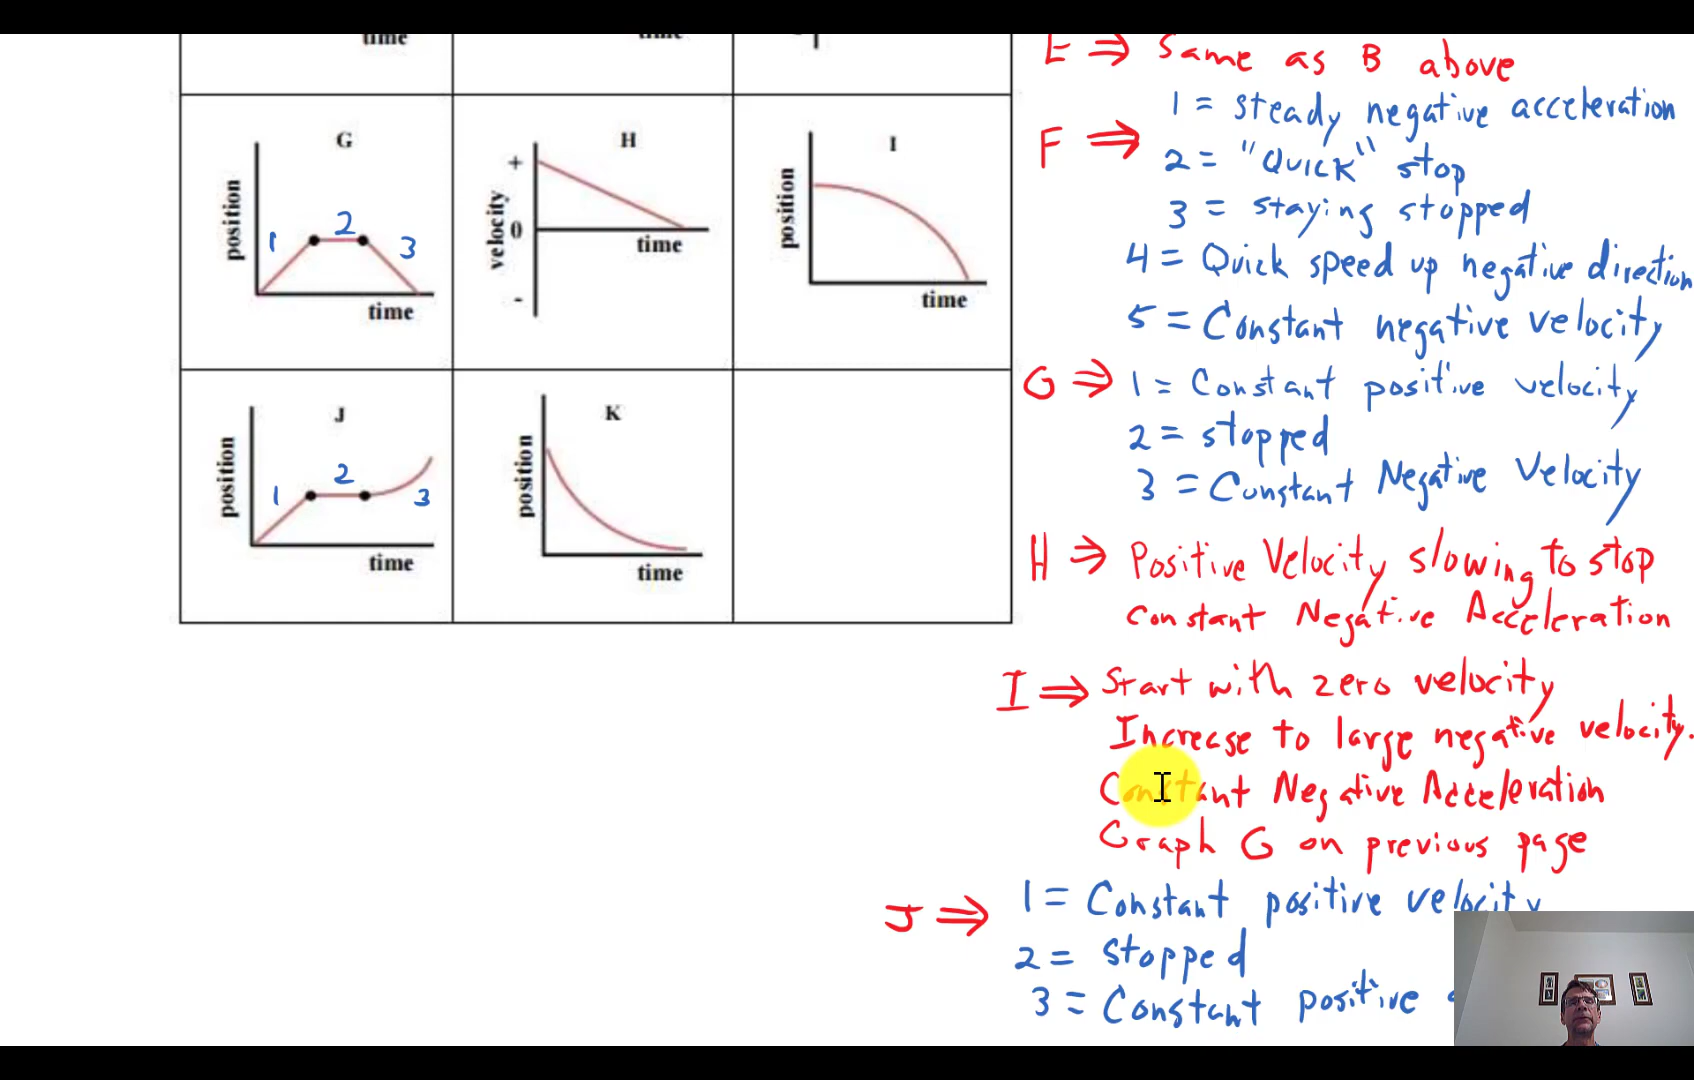 time
time
E ⇒ Same as B above
1 = steady negative acceleration
F ⇒
2 = "Quick" stop
3 = staying stopped
4 = Quick speed up negative direction
5 = Constant negative velocity
G
position
1
2
3
time
H
+
velocity
0
-
time
I
position
time
G ⇒ 1 = Constant positive velocity
2 = stopped
3 = Constant Negative Velocity
J
position
1
2
3
time
K
position
time
H ⇒ Positive Velocity slowing to stop
Constant Negative Acceleration
I ⇒ Start with zero velocity
Increase to large negative velocity.
Constant Negative Acceleration
Graph G on previous page
J ⇒ 1 = Constant positive velocity
2 = stopped
3 = Constant positive